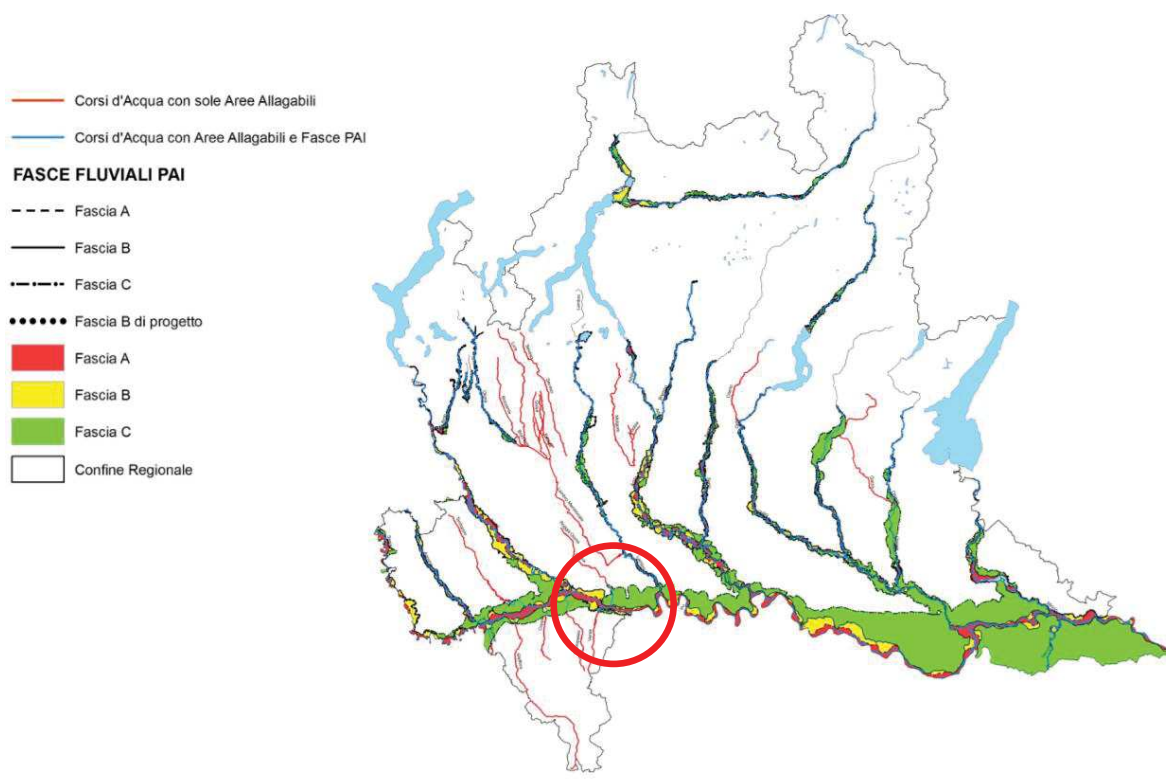 Corsi d'Acqua con sole Aree Allagabili
Corsi d'Acqua con Aree Allagabili e Fasce PAI
FASCE FLUVIALI PAI
Fascia A
Fascia B
Fascia C
Fascia B di progetto
Fascia A
Fascia B
Fascia C
Confine Regionale